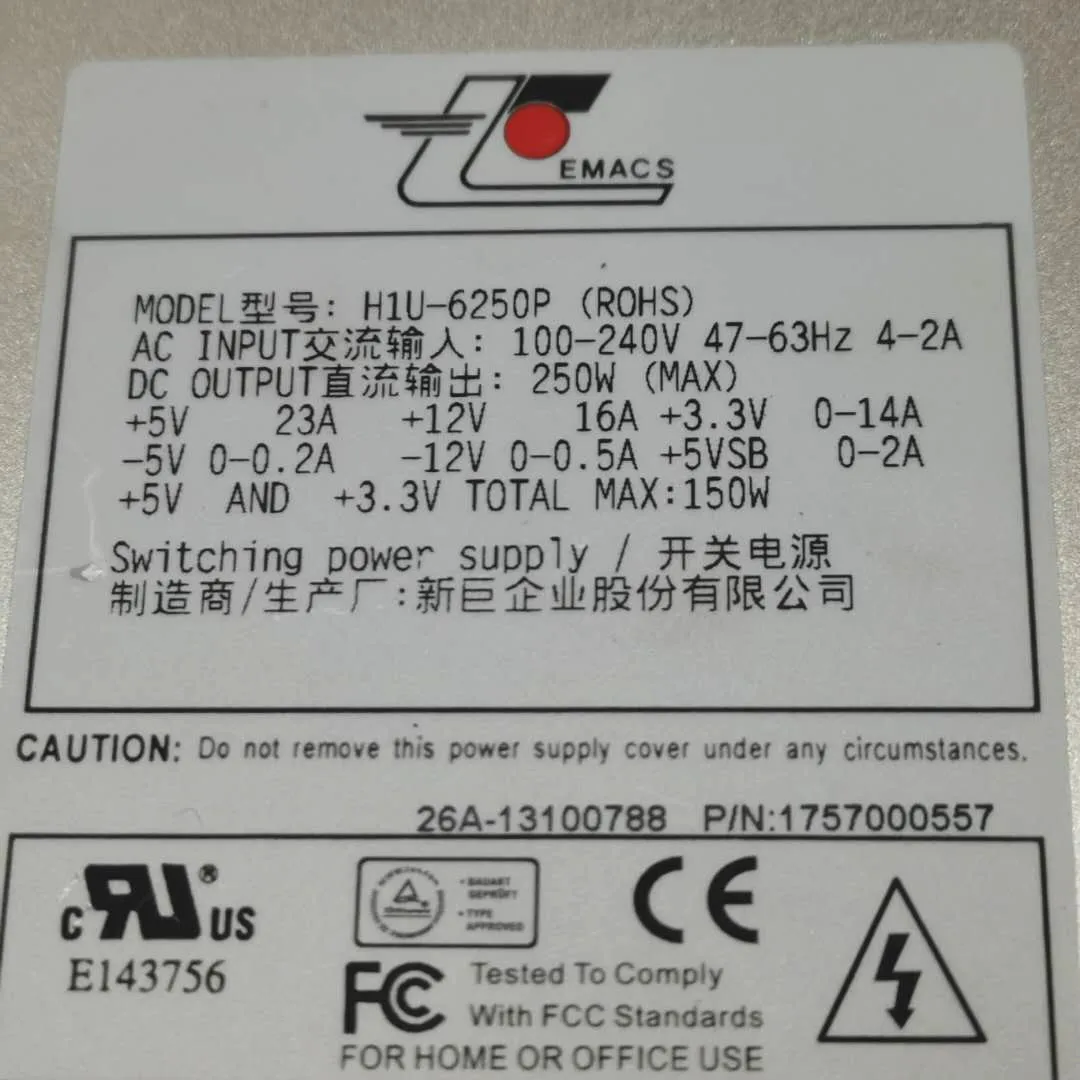 EMACS
MODEL型号: H1U-6250P (ROHS)
AC INPUT交流输入: 100-240V 47-63Hz 4-2A
DC OUTPUT直流输出: 250W (MAX)
+5V 23A +12V 16A +3.3V 0-14A
-5V 0-0.2A -12V 0-0.5A +5VSB 0-2A
+5V AND +3.3V TOTAL MAX:150W
Switching power supply / 开关电源
制造商/生产厂:新巨企业股份有限公司
CAUTION: Do not remove this power supply cover under any circumstances.
26A-13100788 P/N:1757000557
c RU ® US
E143756
• BAUART
GEPRÜFT
• TYPE
APPROVED
CE
FC Tested To Comply
With FCC Standards
FOR HOME OR OFFICE USE